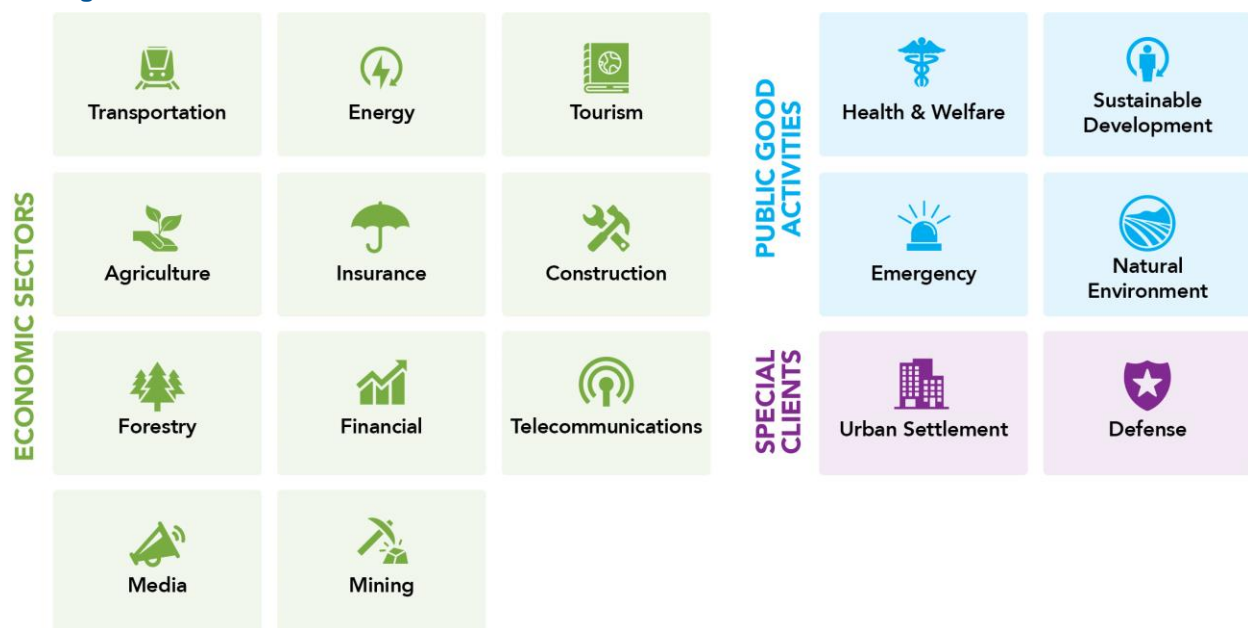 ECONOMIC SECTORS
Transportation
Energy
Tourism
Agriculture
Insurance
Construction
Forestry
Financial
Telecommunications
Media
Mining
PUBLIC GOOD
ACTIVITIES
Health & Welfare
Sustainable
Development
Emergency
Natural
Environment
SPECIAL
CLIENTS
Urban Settlement
Defense